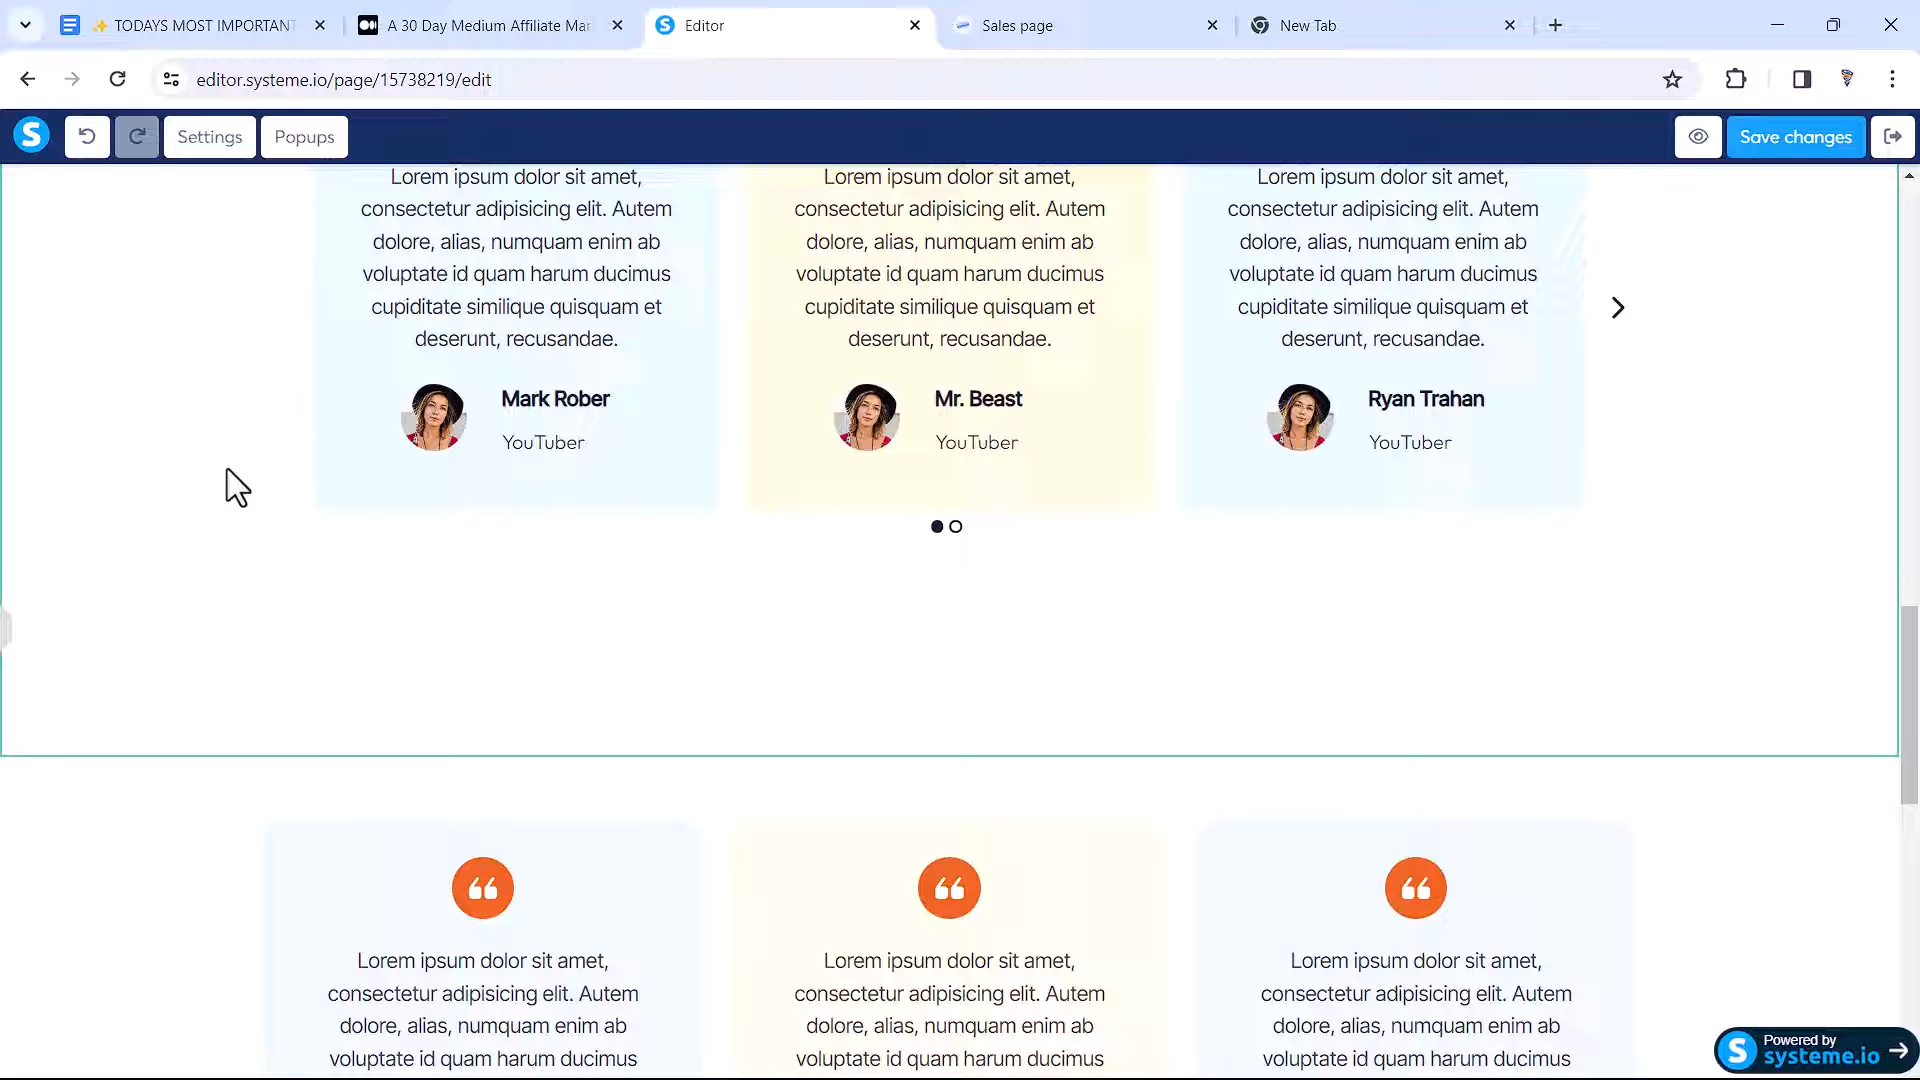 ✨ TODAYS MOST IMPORTANT
A 30 Day Medium Affiliate Mar
Editor
Sales page
New Tab
editor.systeme.io/page/15738219/edit
S
Settings
Popups
Save changes
Lorem ipsum dolor sit amet,
consectetur adipisicing elit. Autem
dolore, alias, numquam enim ab
voluptate id quam harum ducimus
cupiditate similique quisquam et
deserunt, recusandae.
Mark Rober
YouTuber
Lorem ipsum dolor sit amet,
consectetur adipisicing elit. Autem
dolore, alias, numquam enim ab
voluptate id quam harum ducimus
cupiditate similique quisquam et
deserunt, recusandae.
Mr. Beast
YouTuber
Lorem ipsum dolor sit amet,
consectetur adipisicing elit. Autem
dolore, alias, numquam enim ab
voluptate id quam harum ducimus
cupiditate similique quisquam et
deserunt, recusandae.
Ryan Trahan
YouTuber
Lorem ipsum dolor sit amet,
consectetur adipisicing elit. Autem
dolore, alias, numquam enim ab
voluptate id quam harum ducimus
Lorem ipsum dolor sit amet,
consectetur adipisicing elit. Autem
dolore, alias, numquam enim ab
voluptate id quam harum ducimus
Lorem ipsum dolor sit amet,
consectetur adipisicing elit. Autem
dolore, alias, numquam enim ab
voluptate id quam harum ducimus
S
Powered by
systeme.io